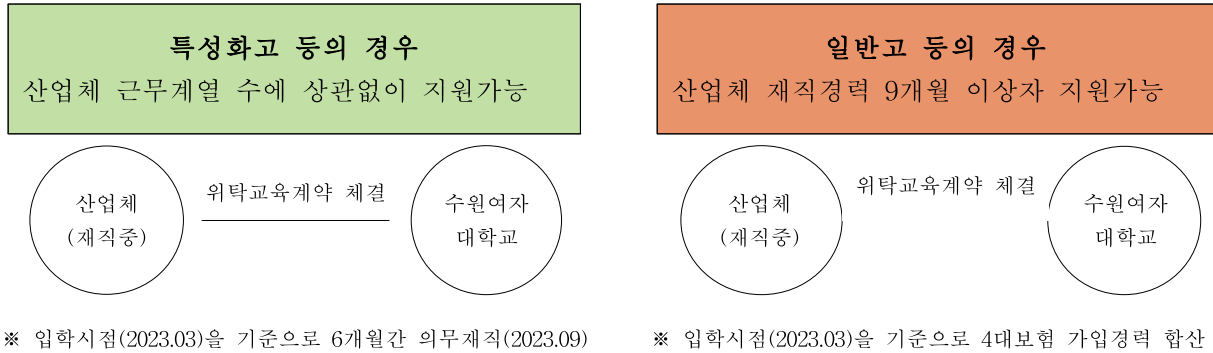 특성화고 등의 경우
산업체 근무계열 수에 상관없이 지원가능
산업체
(재직중)
위탁교육계약 체결
수원여자
대학교
※ 입학시점(2023.03)을 기준으로 6개월간 의무재직(2023.09)
일반고 등의 경우
산업체 재직경력 9개월 이상자 지원가능
산업체
(재직중)
위탁교육계약 체결
수원여자
대학교
※ 입학시점(2023.03)을 기준으로 4대보험 가입경력 합산